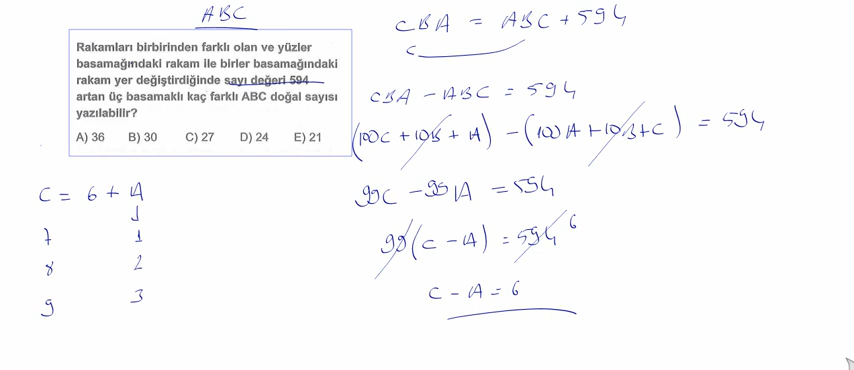 ABC
Rakamları birbirinden farklı olan ve yüzler
basamağındaki rakam ile birler basamağındaki
rakam yer değiştirdiğinde sayı değeri 594
artan üç basamaklı kaç farklı ABC doğal sayısı
yazılabilir?
A) 36 B) 30 C) 27 D) 24 E) 21
CBA = ABC + 594
CBA - ABC = 594
(100C + 10B + A) - (100A + 10B + C) = 594
99C - 99A = 594
99(C - A) = 594 6
C - A = 6
C = 6 + A
7 1
8 2
9 3